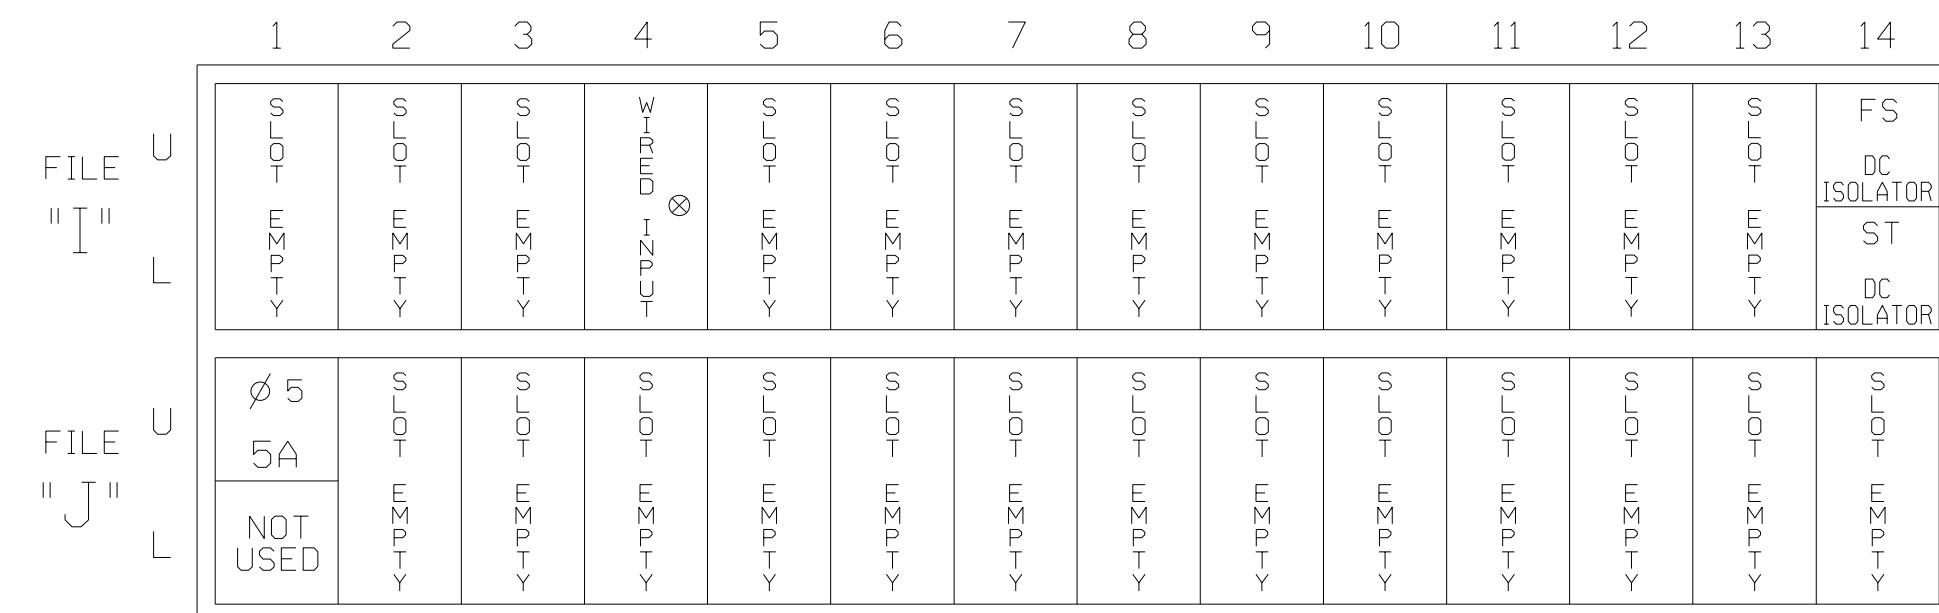 1 2 3 4 5 6 7 8 9 10 11 12 13 14
FILE
"I"
U
L
SLOT EMPTY
SLOT EMPTY
SLOT EMPTY
WIRED INPUT
SLOT EMPTY
SLOT EMPTY
SLOT EMPTY
SLOT EMPTY
SLOT EMPTY
SLOT EMPTY
SLOT EMPTY
SLOT EMPTY
SLOT EMPTY
FS
DC
ISOLATOR
ST
DC
ISOLATOR
FILE
"J"
U
L
Ø 5
5A
NOT
USED
SLOT EMPTY
SLOT EMPTY
SLOT EMPTY
SLOT EMPTY
SLOT EMPTY
SLOT EMPTY
SLOT EMPTY
SLOT EMPTY
SLOT EMPTY
SLOT EMPTY
SLOT EMPTY
SLOT EMPTY
SLOT EMPTY